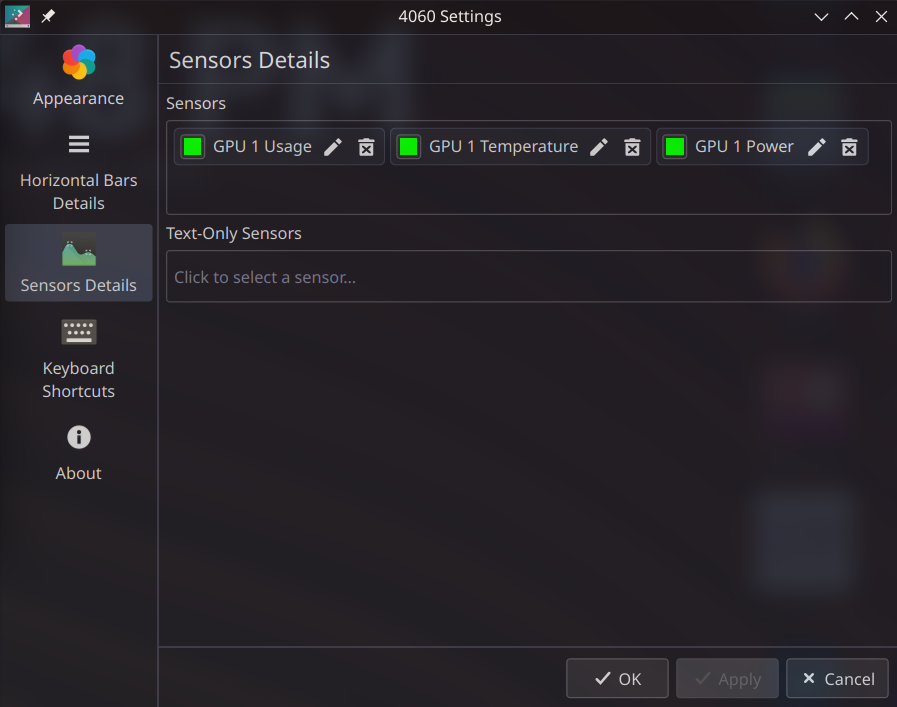 4060 Settings
Appearance
Horizontal Bars
Details
Sensors Details
Keyboard
Shortcuts
About
Sensors Details
Sensors
GPU 1 Usage
GPU 1 Temperature
GPU 1 Power
Text-Only Sensors
Click to select a sensor...
OK
Apply
Cancel